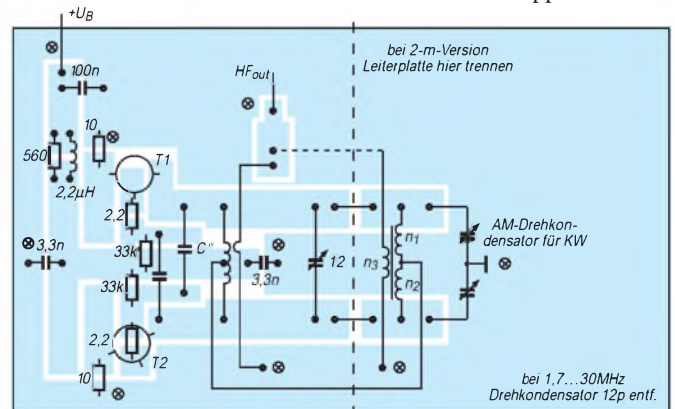 +U_B
100n
HF_out
bei 2-m-Version
Leiterplatte hier trennen
10
560
T1
2,2µH
2,2
33k
C"
3,3n
3,3n
12
n3
n1
n2
AM-Drehkon-
densator für KW
33k
2,2
T2
10
bei 1,7...30MHz
Drehkondensator 12p entf.